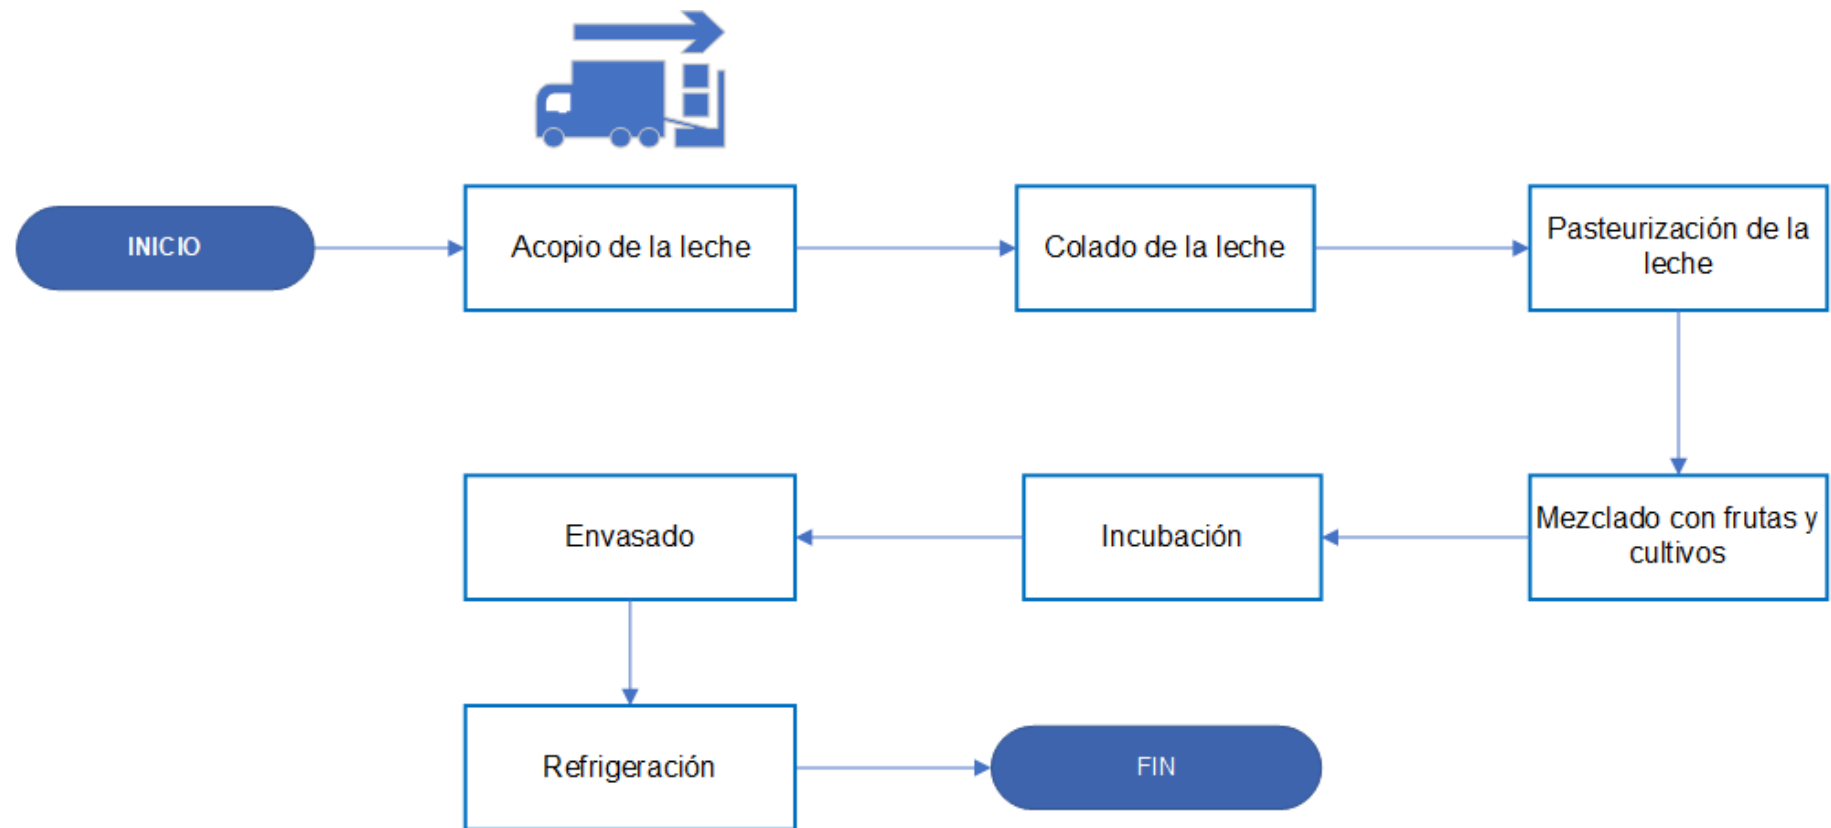 INICIO
Acopio de la leche
Colado de la leche
Pasteurización de la
leche
Mezclado con frutas y
cultivos
Incubación
Envasado
Refrigeración
FIN